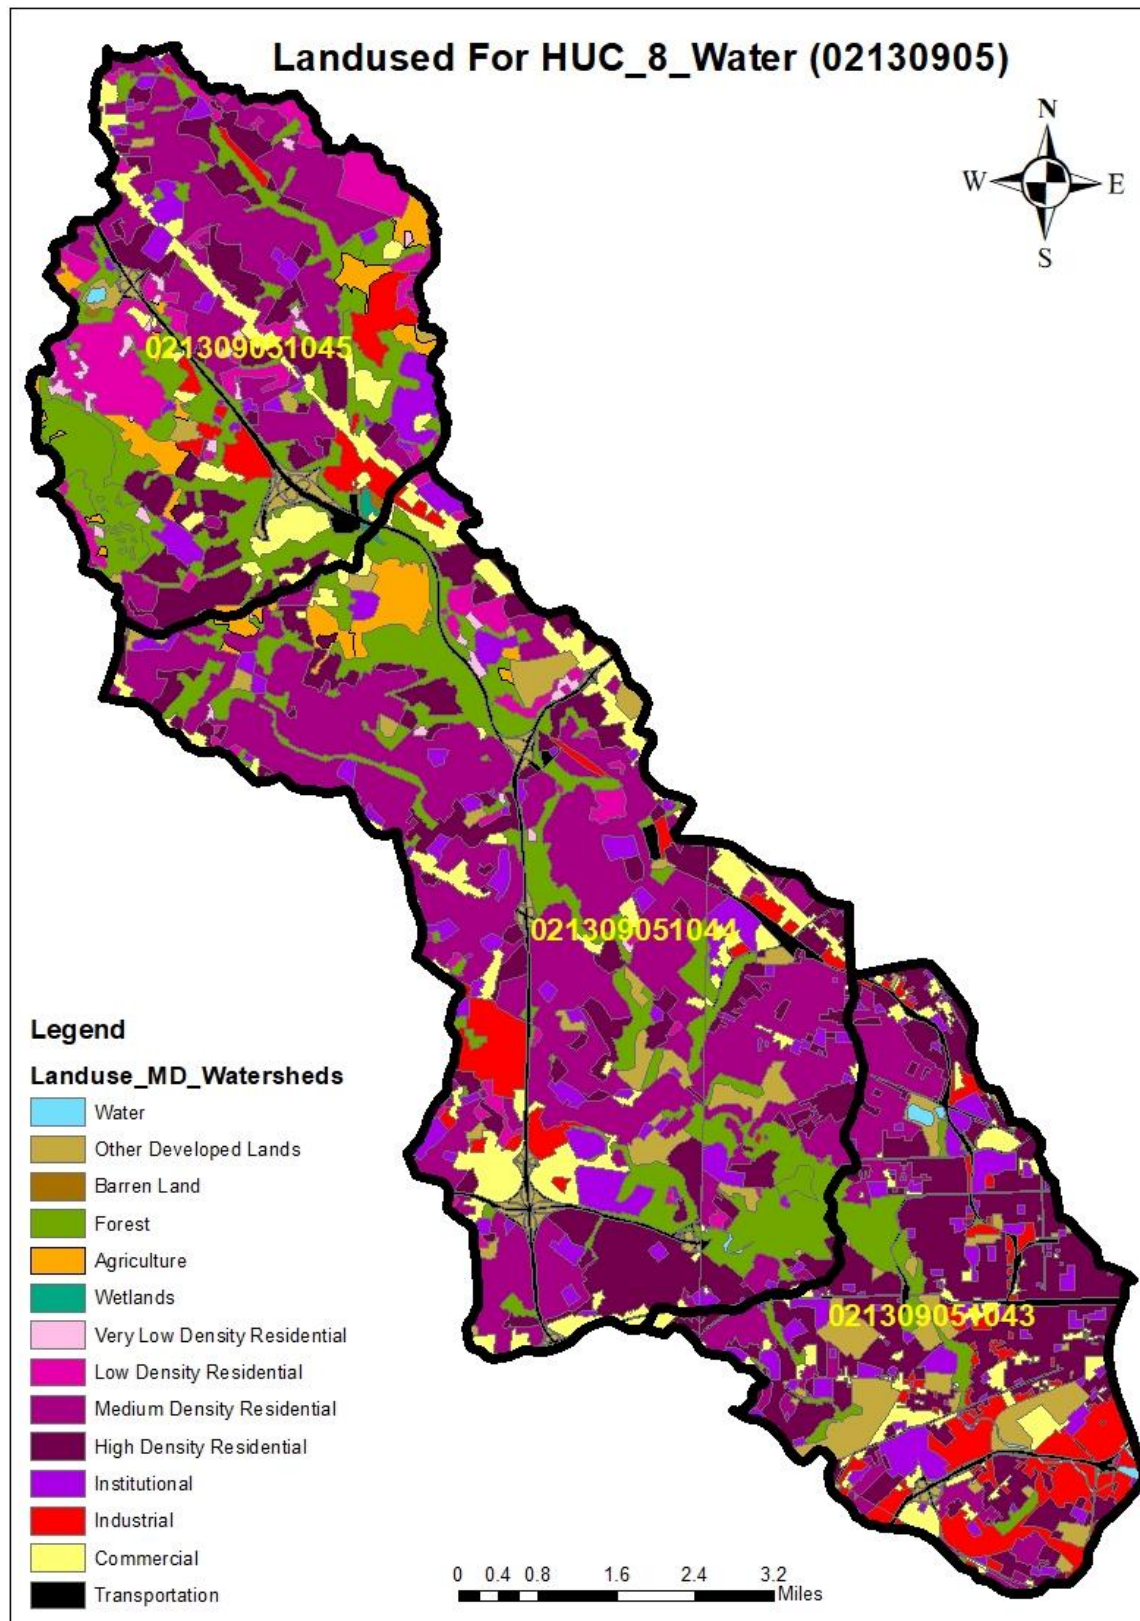 Landused For HUC_8_Water (02130905)
N
W E
S
021309051045
021309051044
021309051043
Legend
Landuse_MD_Watersheds
Water
Other Developed Lands
Barren Land
Forest
Agriculture
Wetlands
Very Low Density Residential
Low Density Residential
Medium Density Residential
High Density Residential
Institutional
Industrial
Commercial
Transportation
0 0.4 0.8 1.6 2.4 3.2
Miles